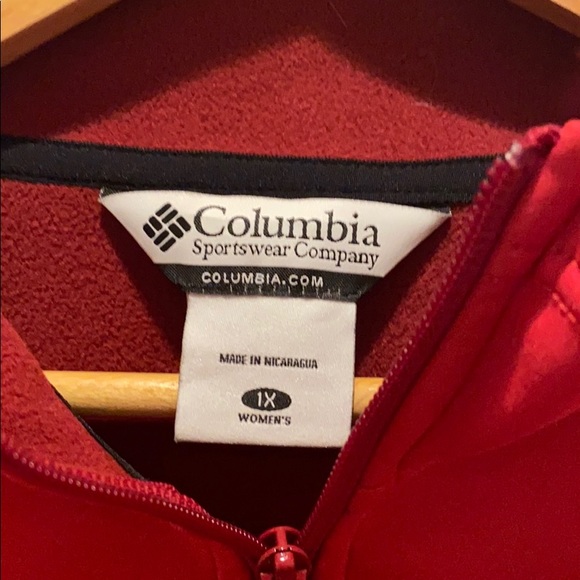 Columbia
Sportswear Company
COLUMBIA.COM
MADE IN NICARAGUA
1X
WOMEN'S